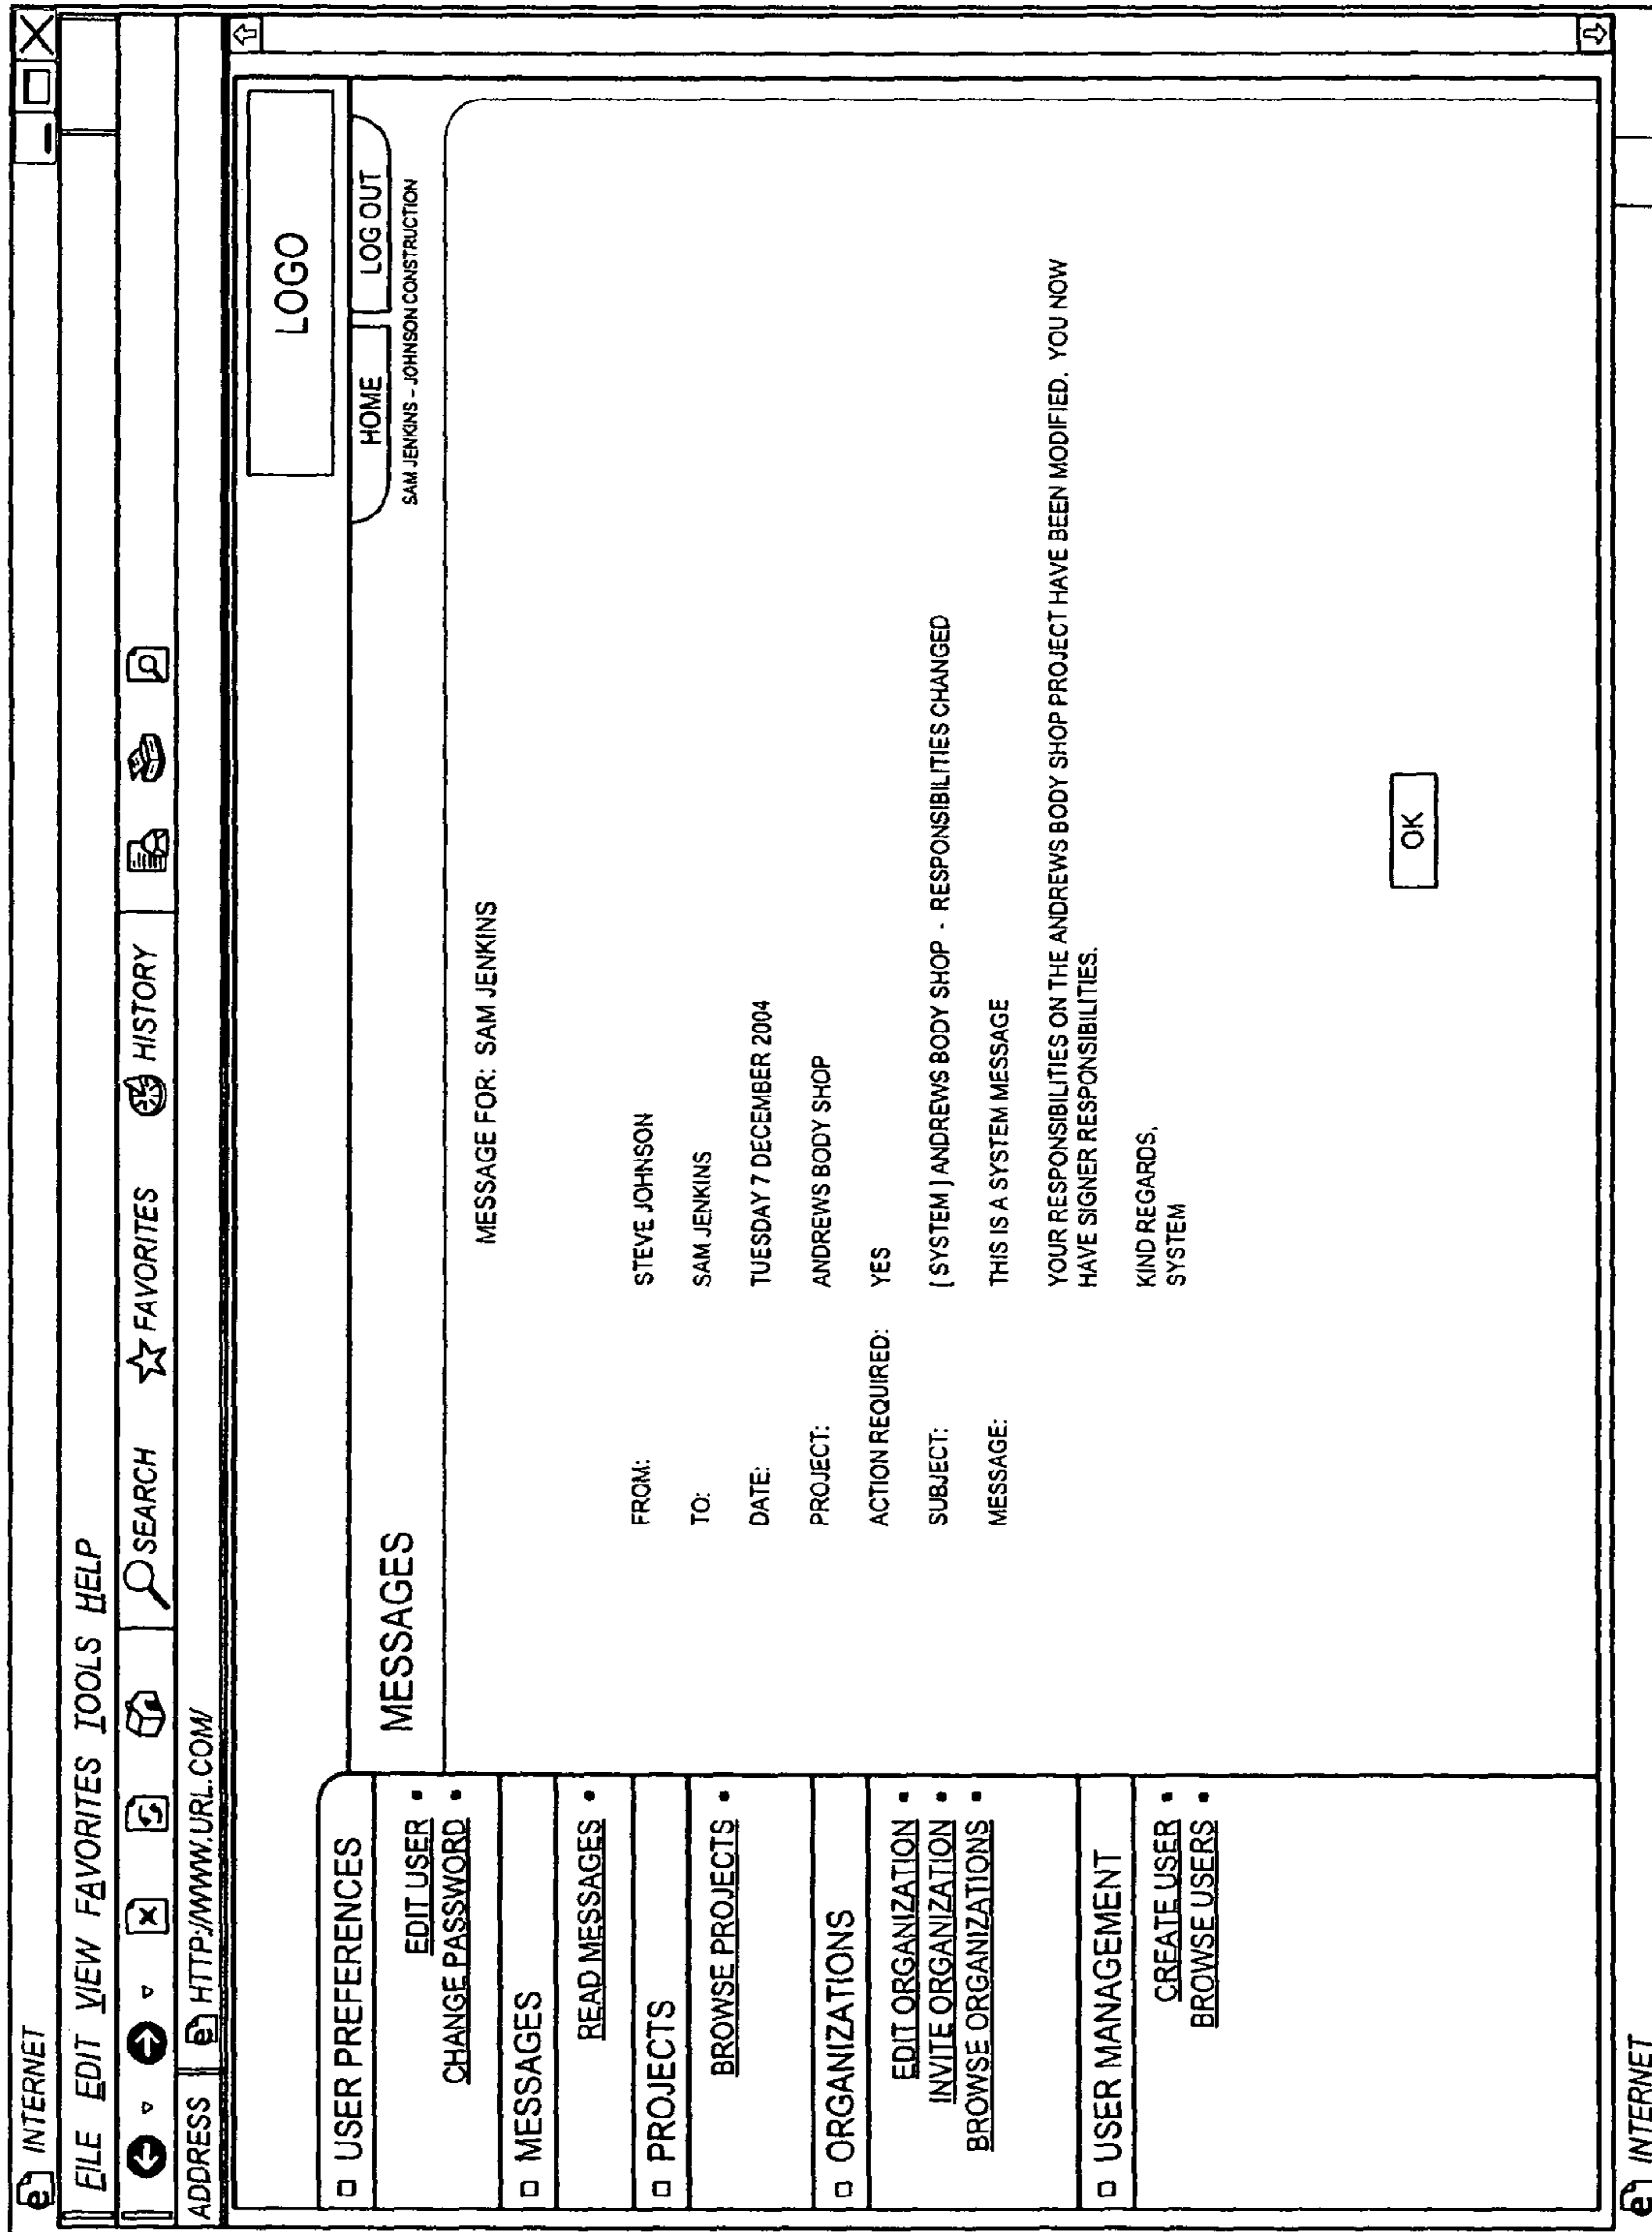 INTERNET
FILE EDIT VIEW FAVORITES TOOLS HELP
SEARCH FAVORITES HISTORY
ADDRESS HTTP://WWW.URL.COM/
LOGO
HOME LOG OUT
SAM JENKINS - JOHNSON CONSTRUCTION
USER PREFERENCES
EDIT USER
CHANGE PASSWORD
MESSAGES
READ MESSAGES
PROJECTS
BROWSE PROJECTS
ORGANIZATIONS
EDIT ORGANIZATION
INVITE ORGANIZATION
BROWSE ORGANIZATIONS
USER MANAGEMENT
CREATE USER
BROWSE USERS
MESSAGES
MESSAGE FOR: SAM JENKINS
FROM: STEVE JOHNSON
TO: SAM JENKINS
DATE: TUESDAY 7 DECEMBER 2004
PROJECT: ANDREWS BODY SHOP
ACTION REQUIRED: YES
SUBJECT: [SYSTEM] ANDREWS BODY SHOP - RESPONSIBILITIES CHANGED
MESSAGE: THIS IS A SYSTEM MESSAGE
YOUR RESPONSIBILITIES ON THE ANDREWS BODY SHOP PROJECT HAVE BEEN MODIFIED. YOU NOW
HAVE SIGNER RESPONSIBILITIES.
KIND REGARDS,
SYSTEM
OK
INTERNET